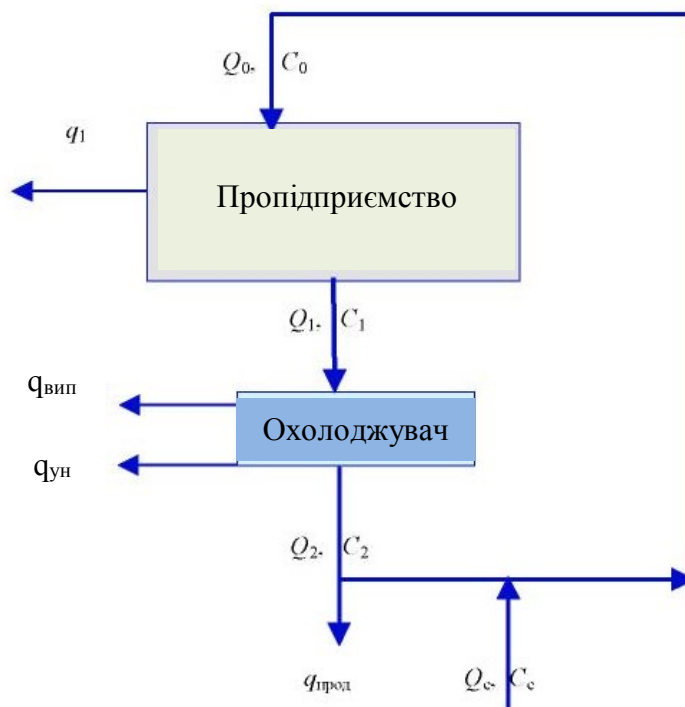 Q₀, C₀
q₁
Пропідприємство
Q₁, C₁
qвип
Охолоджувач
qун
Q₂, C₂
qпрод
Qс, Cс